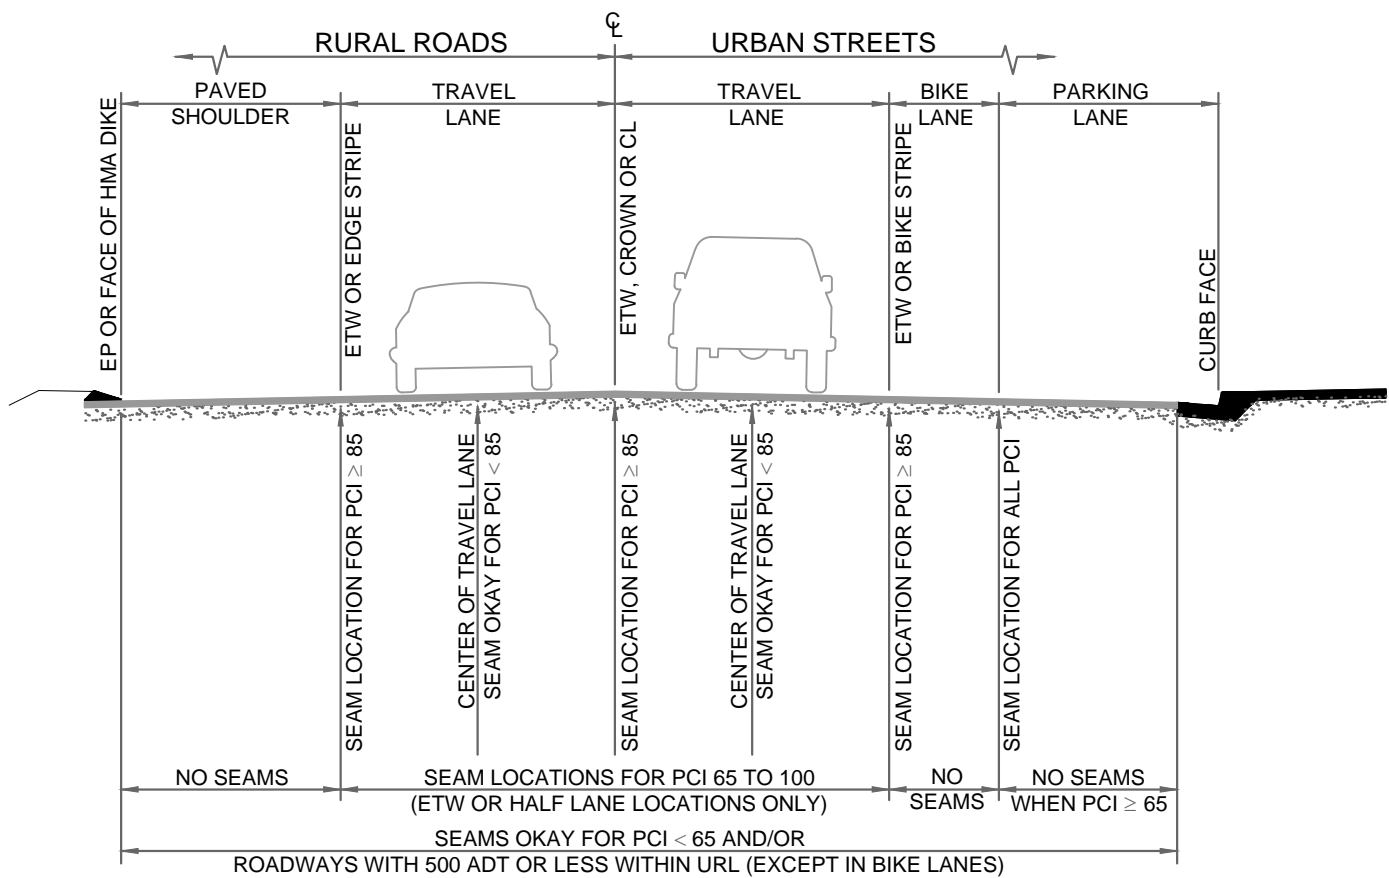 ℄
RURAL ROADS
URBAN STREETS
PAVED
SHOULDER
TRAVEL
LANE
TRAVEL
LANE
BIKE
LANE
PARKING
LANE
EP OR FACE OF HMA DIKE
ETW OR EDGE STRIPE
ETW, CROWN OR CL
ETW OR BIKE STRIPE
CURB FACE
SEAM LOCATION FOR PCI ≥ 85
CENTER OF TRAVEL LANE
SEAM OKAY FOR PCI < 85
SEAM LOCATION FOR PCI ≥ 85
CENTER OF TRAVEL LANE
SEAM OKAY FOR PCI < 85
SEAM LOCATION FOR PCI ≥ 85
SEAM LOCATION FOR ALL PCI
NO SEAMS
SEAM LOCATIONS FOR PCI 65 TO 100
(ETW OR HALF LANE LOCATIONS ONLY)
NO
SEAMS
NO SEAMS
WHEN PCI ≥ 65
SEAMS OKAY FOR PCI < 65 AND/OR
ROADWAYS WITH 500 ADT OR LESS WITHIN URL (EXCEPT IN BIKE LANES)